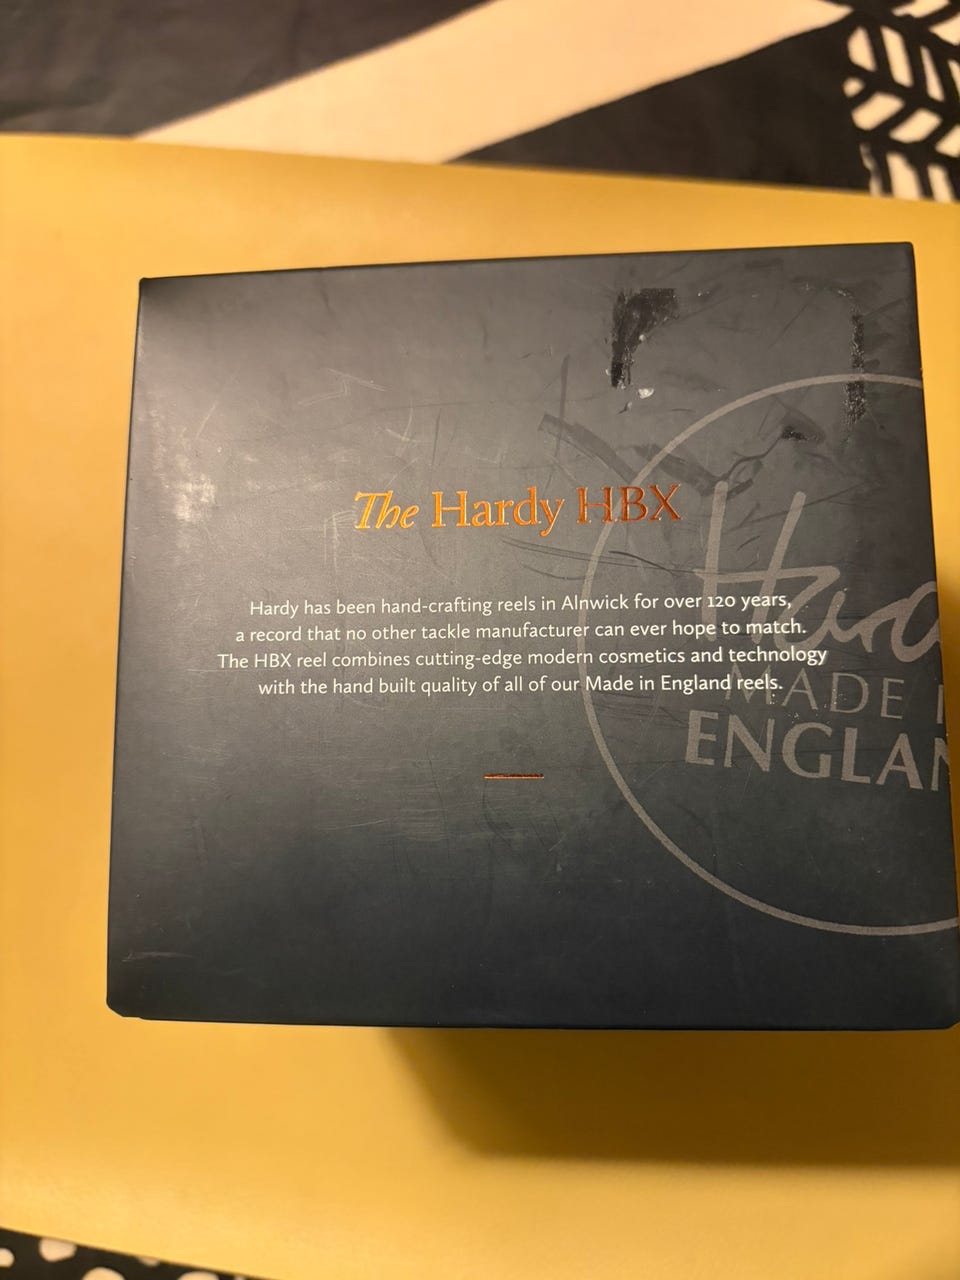 The Hardy HBX
Hardy has been hand-crafting reels in Alnwick for over 120 years,
a record that no other tackle manufacturer can ever hope to match.
The HBX reel combines cutting-edge modern cosmetics and technology
with the hand built quality of all of our Made in England reels.
MADE